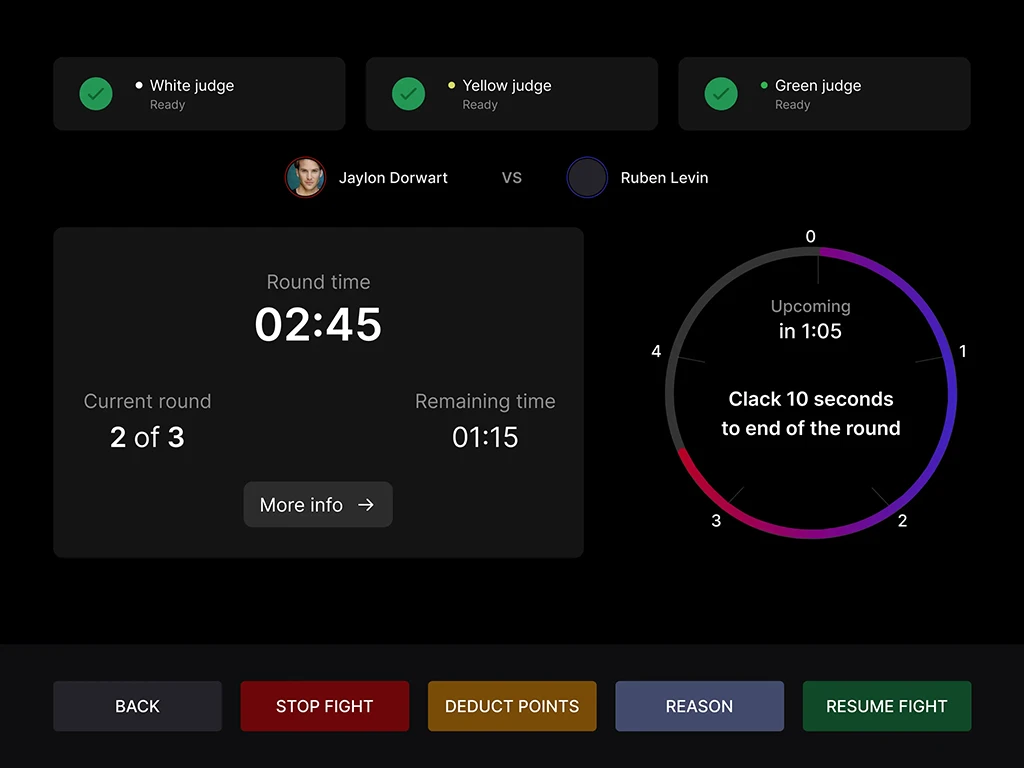 White judge
Ready
Yellow judge
Ready
Green judge
Ready
Jaylon Dorwart
VS
Ruben Levin
Round time
02:45
Current round
2 of 3
Remaining time
01:15
More info →
0
1
2
3
4
Upcoming
in 1:05
Clack 10 seconds
to end of the round
BACK
STOP FIGHT
DEDUCT POINTS
REASON
RESUME FIGHT